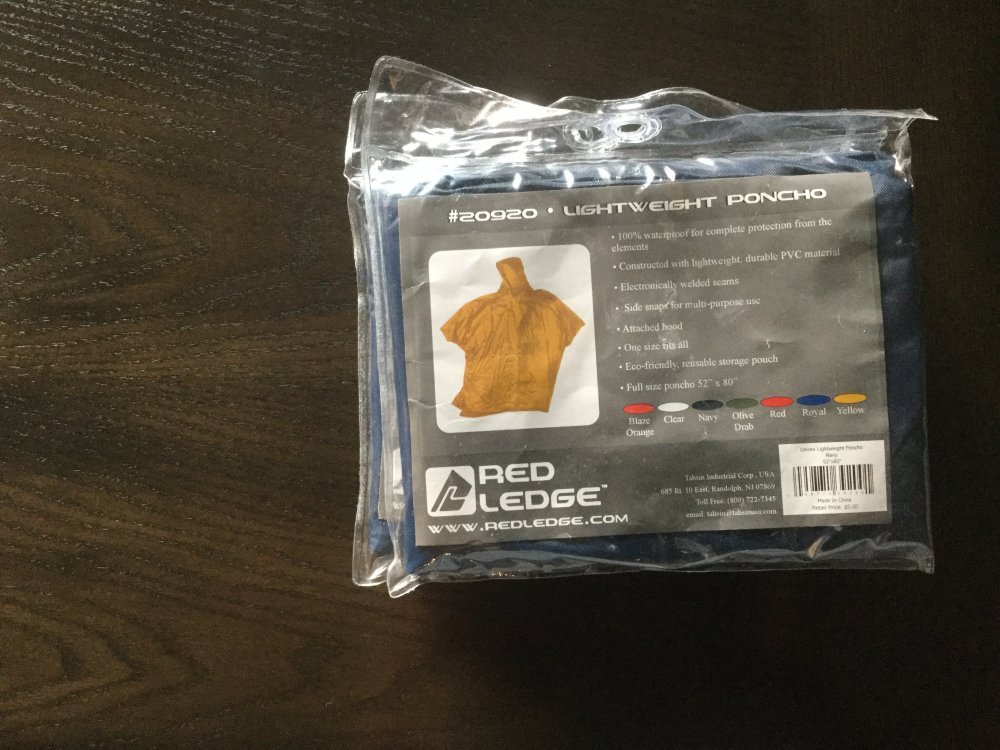 #20920 • LIGHTWEIGHT PONCHO
• 100% waterproof for complete protection from the
elements
• Constructed with lightweight, durable PVC material
• Electronically welded seams
• Side snaps for multi-purpose use
• Attached hood
• One size fits all
• Eco-friendly, reusable storage pouch
• Full size poncho 52" x 80"
Blaze Orange
Clear
Navy
Olive Drab
Red
Royal
Yellow
RED
LEDGE™
WWW.REDLEDGE.COM
Tahsin Industrial Corp., USA
685 Rt. 10 East, Randolph, NJ 07869
Toll Free. (800) 722-7345
email. tahsin@tahsinusa.com
Unisex Lightweight Poncho
Navy
52"x80"
Made In China
Retail Price $5.00